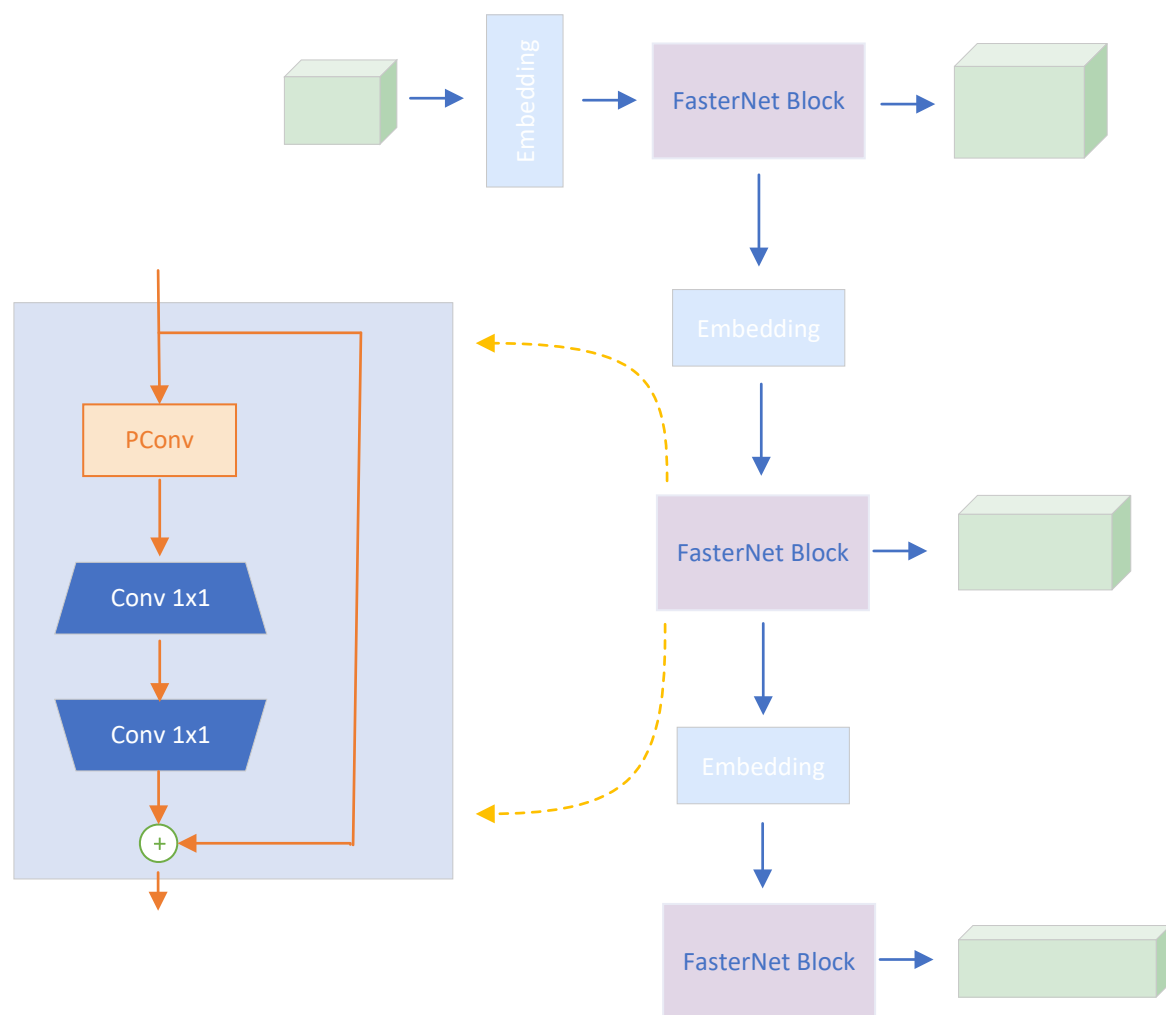 Embedding
FasterNet Block
Embedding
PConv
FasterNet Block
Conv 1x1
Conv 1x1
Embedding
+
FasterNet Block